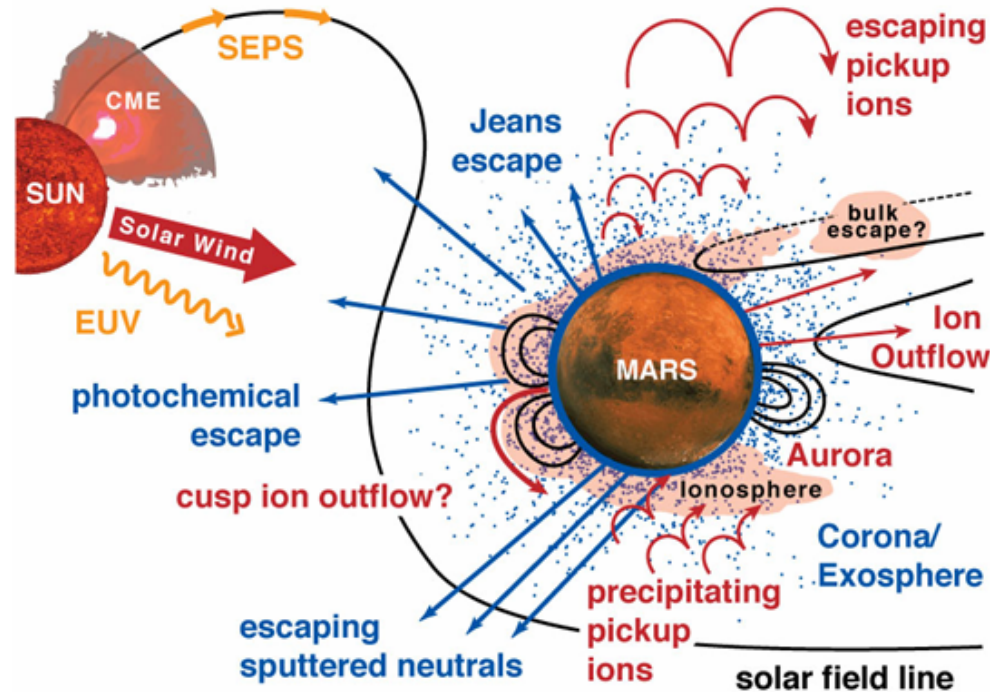 SEPS
CME
SUN
Solar Wind
EUV
Jeans
escape
escaping
pickup
ions
bulk
escape?
Ion
Outflow
MARS
photochemical
escape
cusp ion outflow?
Aurora
Ionosphere
Corona/
Exosphere
precipitating
pickup
ions
escaping
sputtered neutrals
solar field line